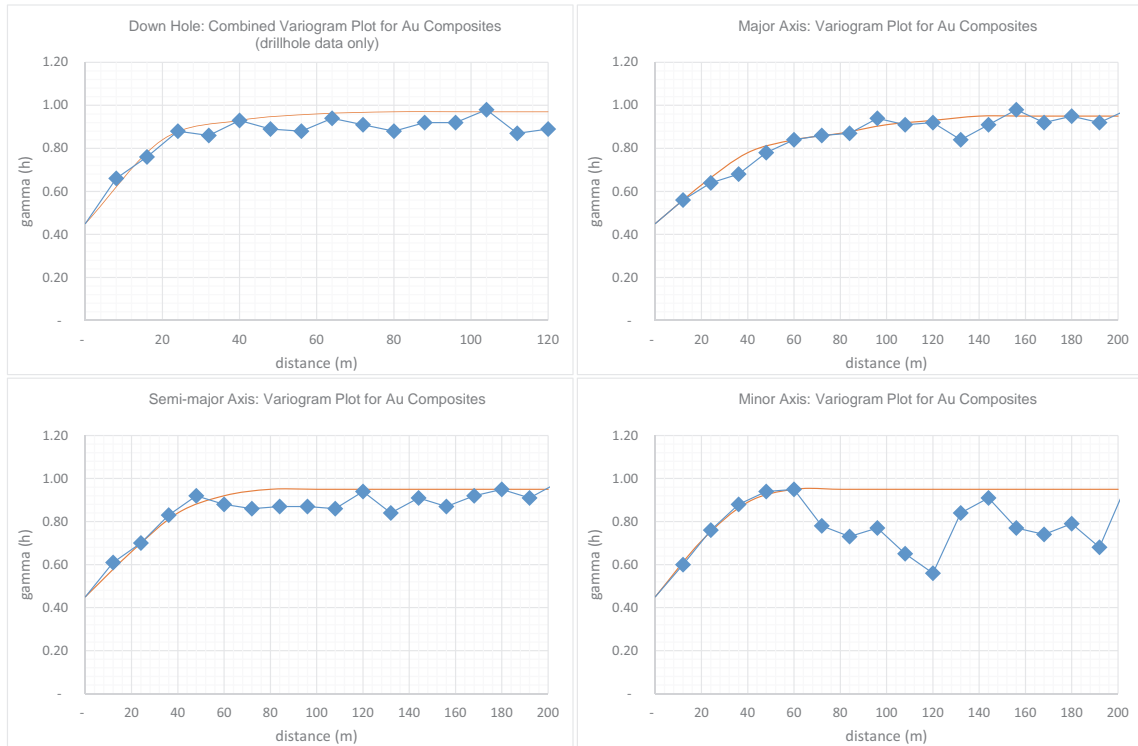 Down Hole: Combined Variogram Plot for Au Composites
(drillhole data only)
gamma (h)
1.20
1.00
0.80
0.60
0.40
0.20
-
- 20 40 60 80 100 120
distance (m)
Major Axis: Variogram Plot for Au Composites
gamma (h)
1.20
1.00
0.80
0.60
0.40
0.20
-
- 20 40 60 80 100 120 140 160 180 200
distance (m)
Semi-major Axis: Variogram Plot for Au Composites
gamma (h)
1.20
1.00
0.80
0.60
0.40
0.20
-
- 20 40 60 80 100 120 140 160 180 200
distance (m)
Minor Axis: Variogram Plot for Au Composites
gamma (h)
1.20
1.00
0.80
0.60
0.40
0.20
-
- 20 40 60 80 100 120 140 160 180 200
distance (m)